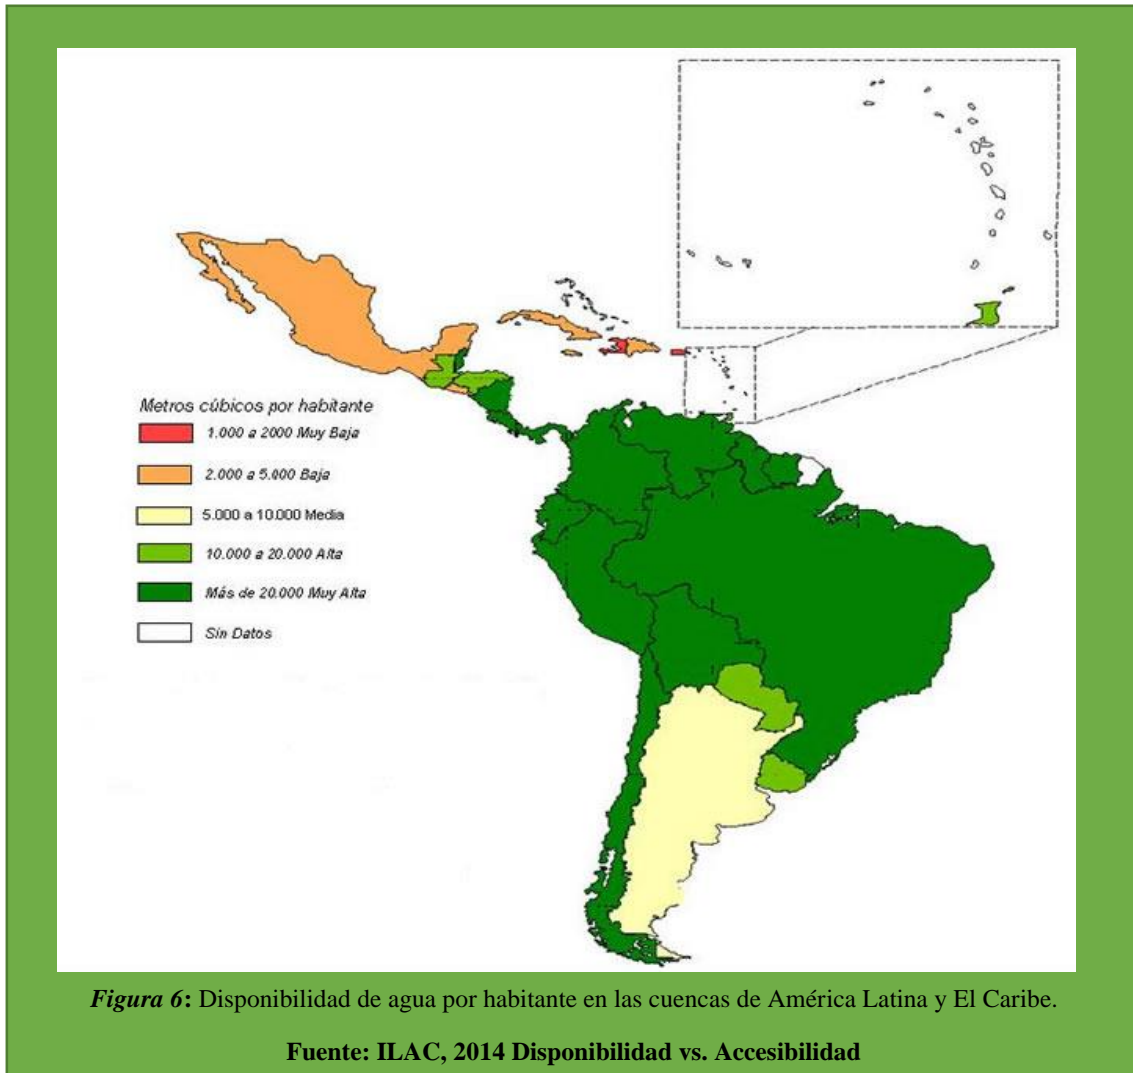 Metros cúbicos por habitante
1.000 a 2000 Muy Baja
2.000 a 5.000 Baja
5.000 a 10.000 Media
10.000 a 20.000 Alta
Más de 20.000 Muy Alta
Sin Datos
Figura 6: Disponibilidad de agua por habitante en las cuencas de América Latina y El Caribe.
Fuente: ILAC, 2014 Disponibilidad vs. Accesibilidad